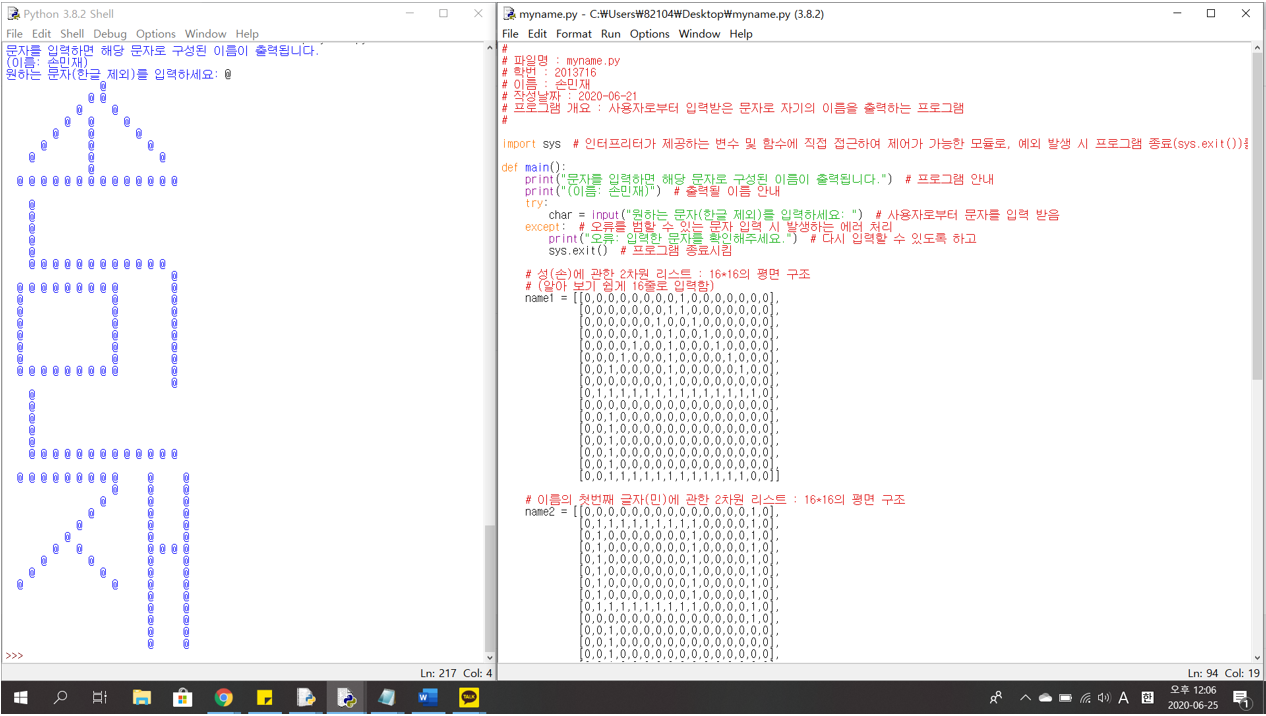 Python 3.8.2 Shell
File Edit Shell Debug Options Window Help
문자를 입력하면 해당 문자로 구성된 이름이 출력됩니다.
(이름: 손민재)
원하는 문자(한글 제외)를 입력하세요: @
@
@ @
@ @ @
@ @ @
@ @ @
@ @ @
@ @ @
@
@ @ @ @ @ @ @ @ @ @ @ @ @ @
@
@
@
@
@
@ @ @ @ @ @ @ @ @ @ @ @
@
@ @ @ @ @ @ @ @ @ @
@ @ @
@ @ @
@ @ @
@ @ @
@ @ @
@ @ @
@ @ @ @ @ @ @ @ @ @
@
@
@
@
@
@
@ @ @ @ @ @ @ @ @ @ @ @ @
@ @ @ @ @ @ @ @ @ @ @
@ @ @
@ @ @
@ @ @
@ @ @
@ @ @
@ @ @ @ @
@ @ @ @
@ @ @ @
@ @ @ @
@ @
@ @
@ @
@ @
@ @
>>>
Ln: 217 Col: 4
myname.py - C:₩Users₩82104₩Desktop₩myname.py (3.8.2)
File Edit Format Run Options Window Help
#
# 파일명 : myname.py
# 학번 : 2013716
# 이름 : 손민재
# 작성날짜 : 2020-06-21
# 프로그램 개요 : 사용자로부터 입력받은 문자로 자기의 이름을 출력하는 프로그램
#
import sys # 인터프리터가 제공하는 변수 및 함수에 직접 접근하여 제어가 가능한 모듈로, 예외 발생 시 프로그램 종료(sys.exit())를
def main():
print("문자를 입력하면 해당 문자로 구성된 이름이 출력됩니다.") # 프로그램 안내
print("(이름: 손민재)") # 출력될 이름 안내
try:
char = input("원하는 문자(한글 제외)를 입력하세요: ") # 사용자로부터 문자를 입력 받음
except: # 오류를 범할 수 있는 문자 입력 시 발생하는 에러 처리
print("오류: 입력한 문자를 확인해주세요.") # 다시 입력할 수 있도록 하고
sys.exit() # 프로그램 종료시킴
# 성(손)에 관한 2차원 리스트 : 16*16의 평면 구조
# (알아 보기 쉽게 16줄로 입력함)
name1 = [[0,0,0,0,0,0,0,0,1,0,0,0,0,0,0,0],
[0,0,0,0,0,0,0,1,1,0,0,0,0,0,0,0],
[0,0,0,0,0,0,1,0,0,1,0,0,0,0,0,0],
[0,0,0,0,0,1,0,1,0,0,1,0,0,0,0,0],
[0,0,0,0,1,0,0,1,0,0,0,1,0,0,0,0],
[0,0,0,1,0,0,0,1,0,0,0,0,1,0,0,0],
[0,0,1,0,0,0,0,1,0,0,0,0,0,1,0,0],
[0,0,0,0,0,0,0,1,0,0,0,0,0,0,0,0],
[0,1,1,1,1,1,1,1,1,1,1,1,1,1,1,0],
[0,0,0,0,0,0,0,0,0,0,0,0,0,0,0,0],
[0,0,1,0,0,0,0,0,0,0,0,0,0,0,0,0],
[0,0,1,0,0,0,0,0,0,0,0,0,0,0,0,0],
[0,0,1,0,0,0,0,0,0,0,0,0,0,0,0,0],
[0,0,1,0,0,0,0,0,0,0,0,0,0,0,0,0],
[0,0,1,0,0,0,0,0,0,0,0,0,0,0,0,0],
[0,0,1,1,1,1,1,1,1,1,1,1,1,1,0,0]]
# 이름의 첫번째 글자(민)에 관한 2차원 리스트 : 16*16의 평면 구조
name2 = [[0,0,0,0,0,0,0,0,0,0,0,0,0,0,1,0],
[0,1,1,1,1,1,1,1,1,1,0,0,0,0,1,0],
[0,1,0,0,0,0,0,0,0,1,0,0,0,0,1,0],
[0,1,0,0,0,0,0,0,0,1,0,0,0,0,1,0],
[0,1,0,0,0,0,0,0,0,1,0,0,0,0,1,0],
[0,1,0,0,0,0,0,0,0,1,0,0,0,0,1,0],
[0,1,0,0,0,0,0,0,0,1,0,0,0,0,1,0],
[0,1,0,0,0,0,0,0,0,1,0,0,0,0,1,0],
[0,1,1,1,1,1,1,1,1,1,0,0,0,0,1,0],
[0,0,0,0,0,0,0,0,0,0,0,0,0,0,1,0],
[0,0,1,0,0,0,0,0,0,0,0,0,0,0,0,0],
[0,0,1,0,0,0,0,0,0,0,0,0,0,0,0,0],
[0,0,1,0,0,0,0,0,0,0,0,0,0,0,0,0],
Ln: 94 Col: 19
TALK
A 한
오후 12:06
2020-06-25
1